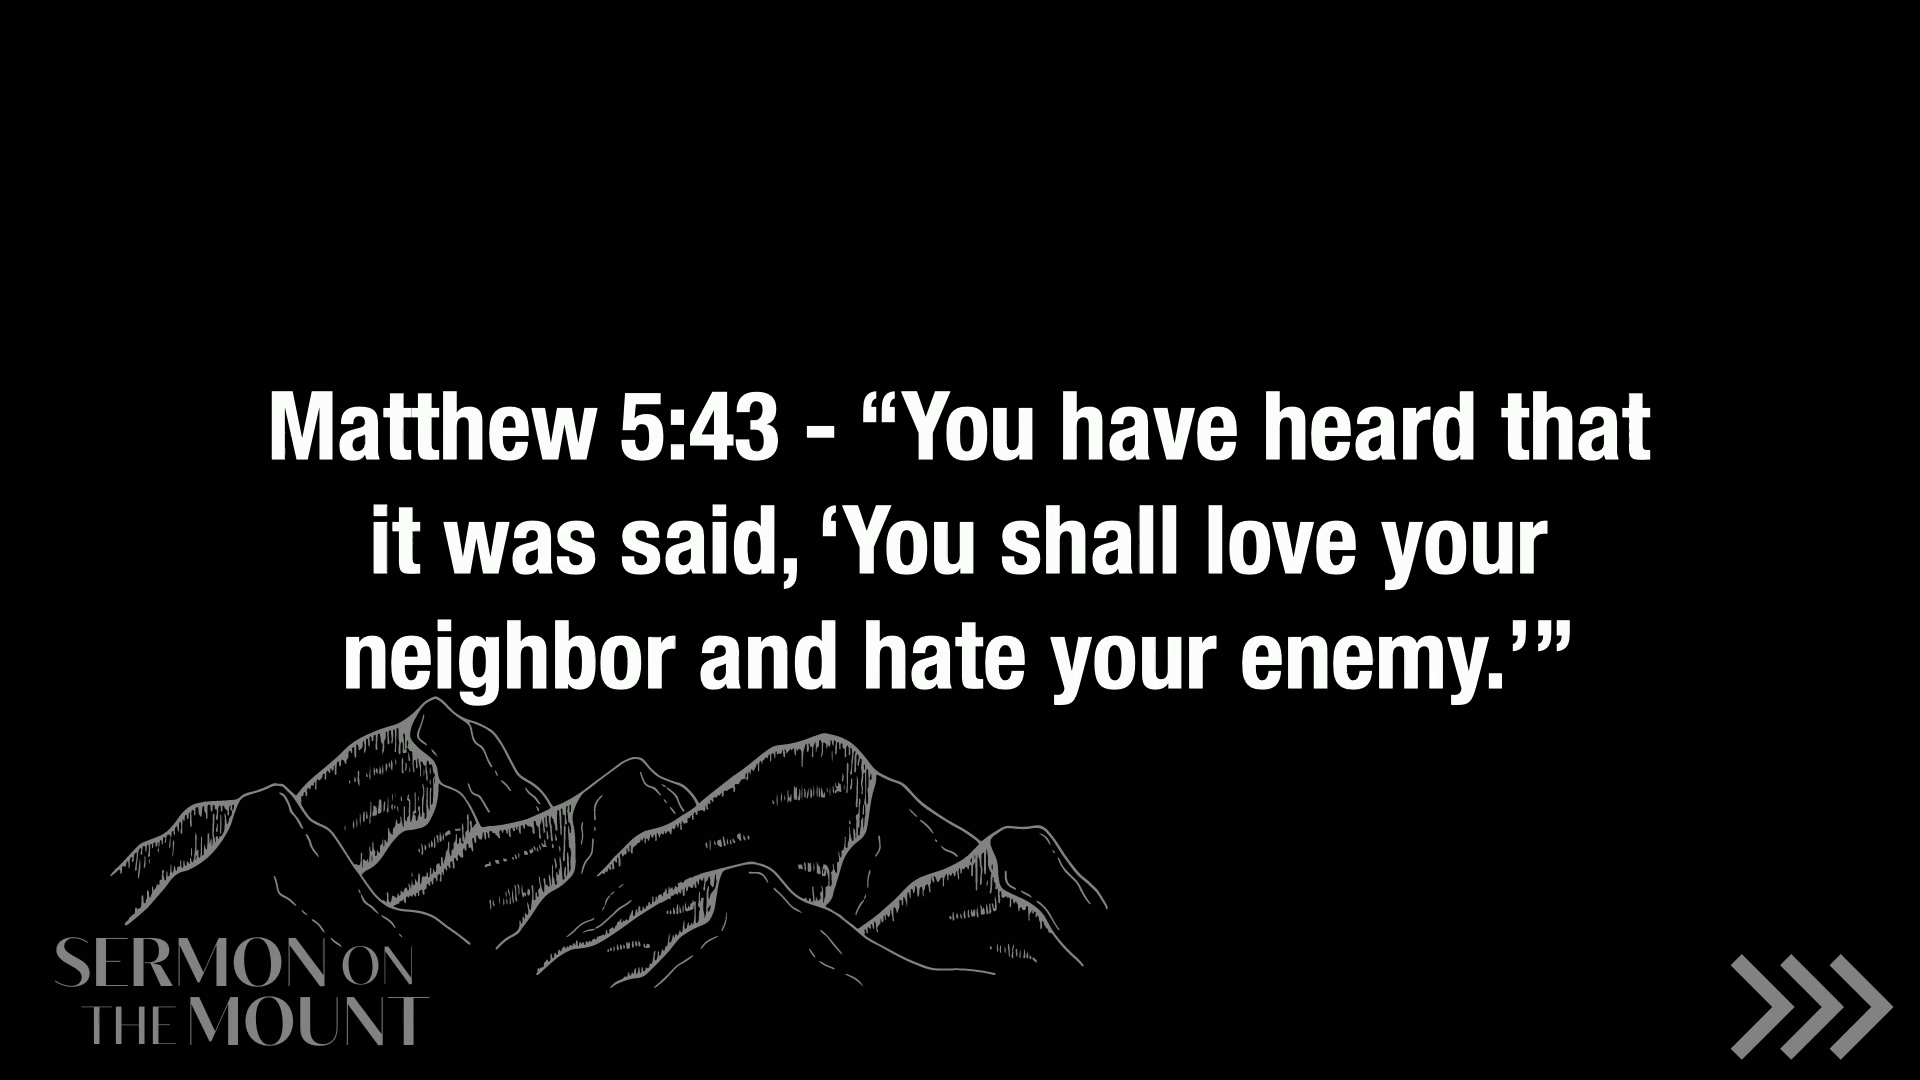 Matthew 5:43 - “You have heard that
it was said, ‘You shall love your
neighbor and hate your enemy.’”
SERMON ON
THE MOUNT